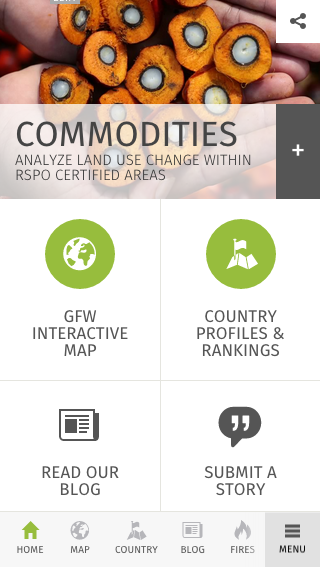 COMMODITIES
ANALYZE LAND USE CHANGE WITHIN
RSPO CERTIFIED AREAS
+
GFW
INTERACTIVE
MAP
COUNTRY
PROFILES &
RANKINGS
READ OUR
BLOG
SUBMIT A
STORY
HOME
MAP
COUNTRY
BLOG
FIRES
MENU